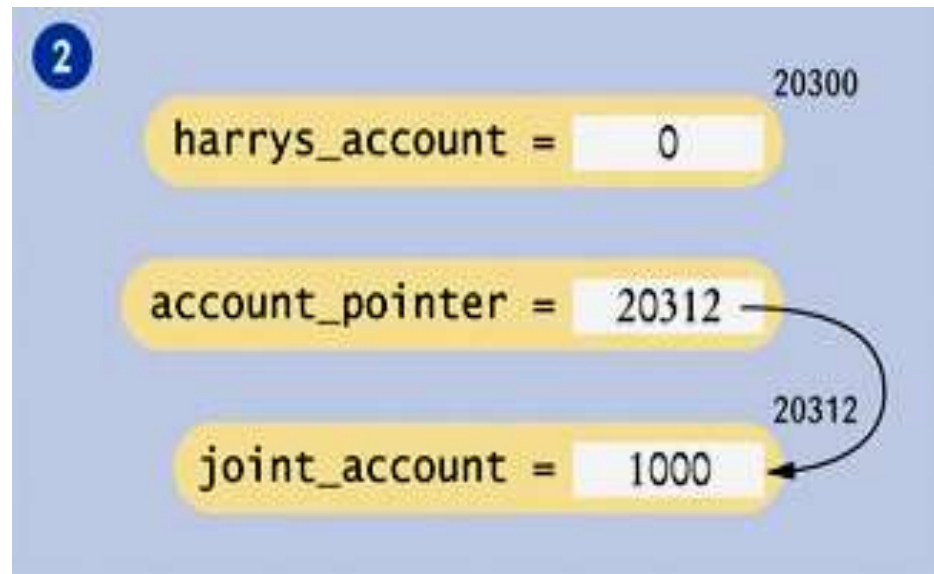 2
20300
harrys_account = 0
account_pointer = 20312
20312
joint_account = 1000